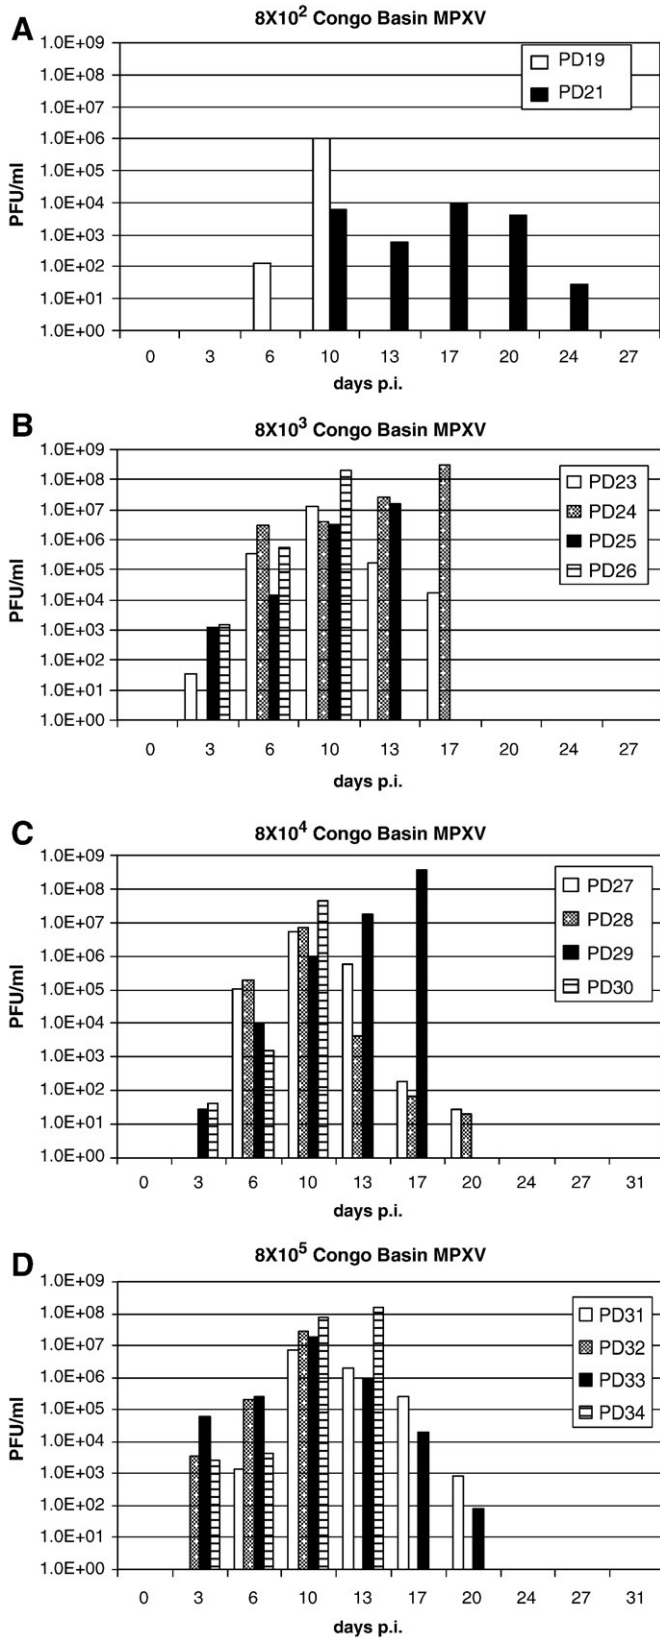 A
8X10² Congo Basin MPXV
1.0E+09
1.0E+08
1.0E+07
1.0E+06
1.0E+05
1.0E+04
1.0E+03
1.0E+02
1.0E+01
1.0E+00
PFU/ml
PD19
PD21
0 3 6 10 13 17 20 24 27
days p.i.
B
8X10³ Congo Basin MPXV
1.0E+09
1.0E+08
1.0E+07
1.0E+06
1.0E+05
1.0E+04
1.0E+03
1.0E+02
1.0E+01
1.0E+00
PFU/ml
PD23
PD24
PD25
PD26
0 3 6 10 13 17 20 24 27
days p.i.
C
8X10⁴ Congo Basin MPXV
1.0E+09
1.0E+08
1.0E+07
1.0E+06
1.0E+05
1.0E+04
1.0E+03
1.0E+02
1.0E+01
1.0E+00
PFU/ml
PD27
PD28
PD29
PD30
0 3 6 10 13 17 20 24 27 31
days p.i.
D
8X10⁵ Congo Basin MPXV
1.0E+09
1.0E+08
1.0E+07
1.0E+06
1.0E+05
1.0E+04
1.0E+03
1.0E+02
1.0E+01
1.0E+00
PFU/ml
PD31
PD32
PD33
PD34
0 3 6 10 13 17 20 24 27 31
days p.i.